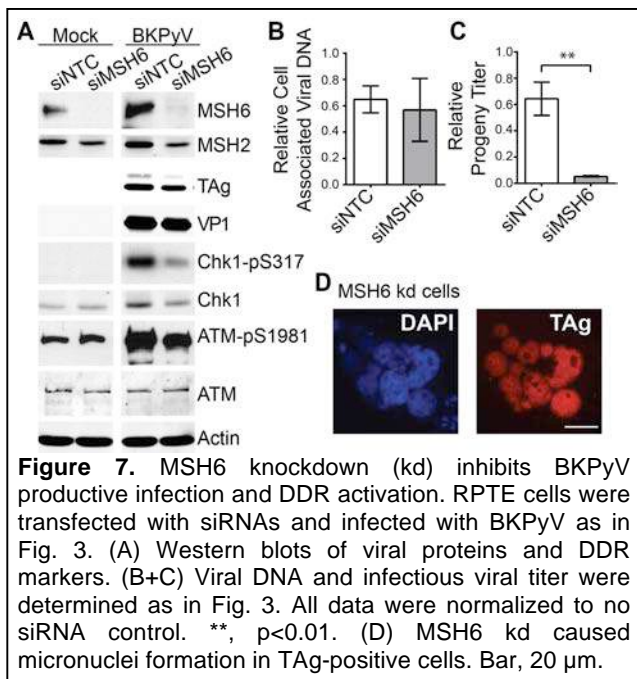 A Mock BKPyV
siNTC siMSH6 siNTC siMSH6
MSH6
MSH2
TAg
VP1
Chk1-pS317
Chk1
ATM-pS1981
ATM
Actin
B
Relative Cell
Associated Viral DNA
1.0
0.8
0.6
0.4
0.2
0.0
siNTC siMSH6
C
Relative
Progeny Titer
1.0
0.8
0.6
0.4
0.2
0.0
**
siNTC siMSH6
D MSH6 kd cells
DAPI TAg
Figure 7. MSH6 knockdown (kd) inhibits BKPyV
productive infection and DDR activation. RPTE cells were
transfected with siRNAs and infected with BKPyV as in
Fig. 3. (A) Western blots of viral proteins and DDR
markers. (B+C) Viral DNA and infectious viral titer were
determined as in Fig. 3. All data were normalized to no
siRNA control. **, p<0.01. (D) MSH6 kd caused
micronuclei formation in TAg-positive cells. Bar, 20 µm.